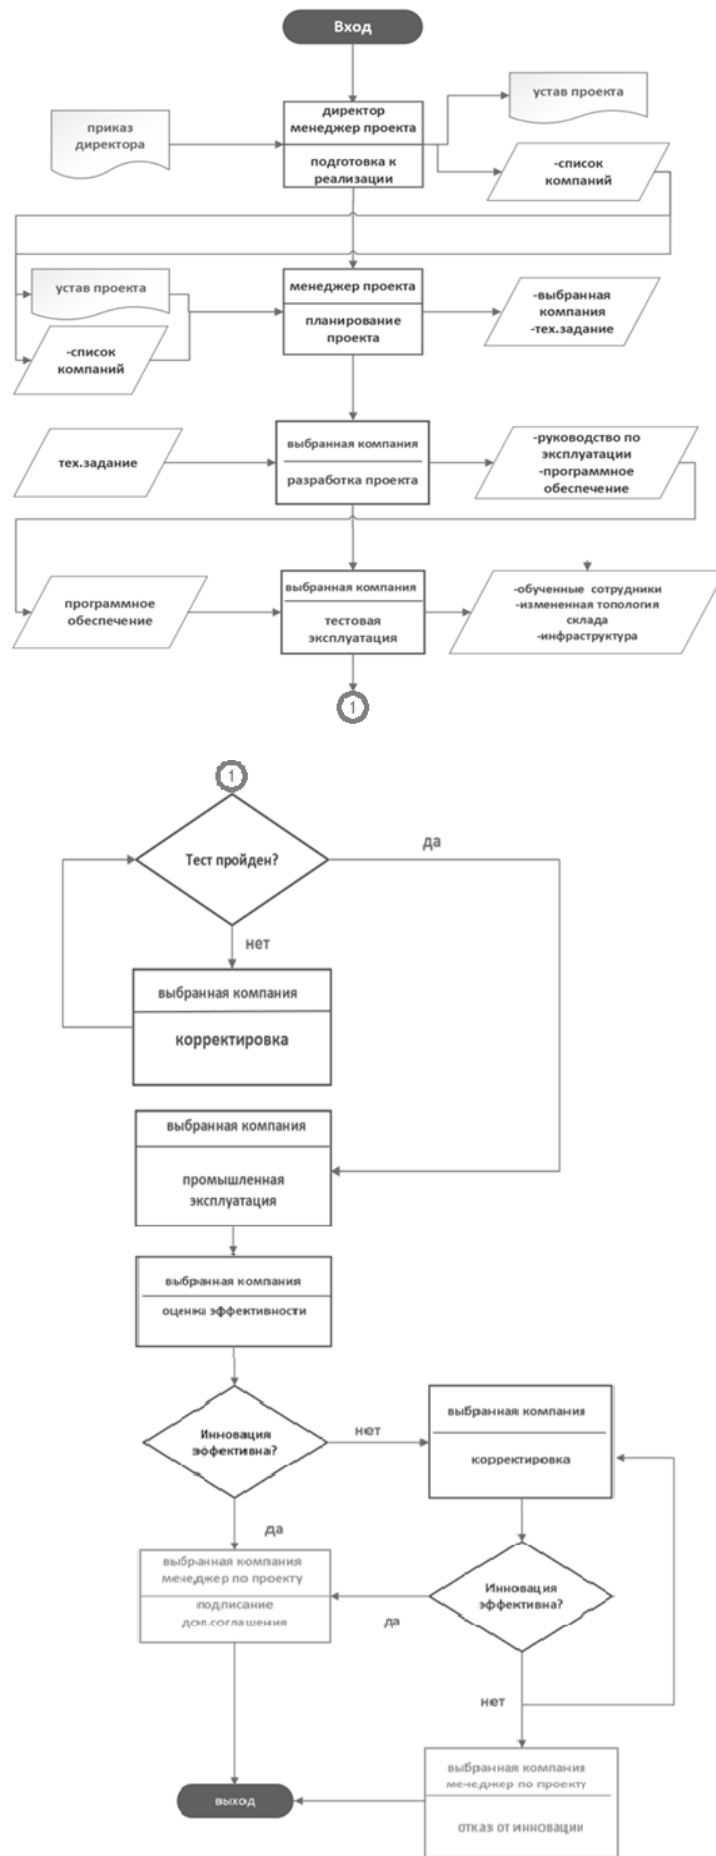 Вход
приказ
директора
директор
менеджер проекта
подготовка к
реализации
устав проекта
-список
компаний
устав проекта
-список
компаний
менеджер проекта
планирование
проекта
-выбранная
компания
-тех.задание
тех.задание
выбранная компания
разработка проекта
-руководство по
эксплуатации
-программное
обеспечение
программное
обеспечение
выбранная компания
тестовая
эксплуатация
-обученные сотрудники
-измененная топология
склада
-инфраструктура
1
1
Тест пройден?
да
нет
выбранная компания
корректировка
выбранная компания
промышленная
эксплуатация
выбранная компания
оценка эффективности
Инновация
эффективна?
нет
выбранная компания
корректировка
да
выбранная компания
менеджер по проекту
подписание
доп.соглашения
Инновация
эффективна?
да
нет
выбранная компания
менеджер по проекту
отказ от инновации
выход